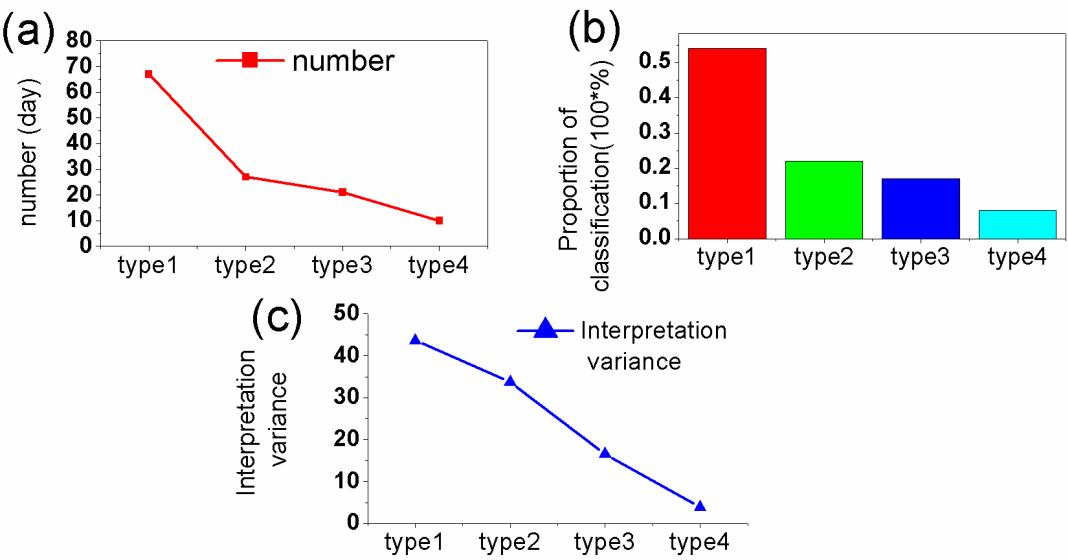 (a)
80
70
60
50
40
30
20
10
0
number (day)
number
type1 type2 type3 type4
(b)
0.5
0.4
0.3
0.2
0.1
0.0
Proportion of
classification(100*%)
type1 type2 type3 type4
(c)
50
40
30
20
10
0
Interpretation
variance
Interpretation
variance
type1 type2 type3 type4